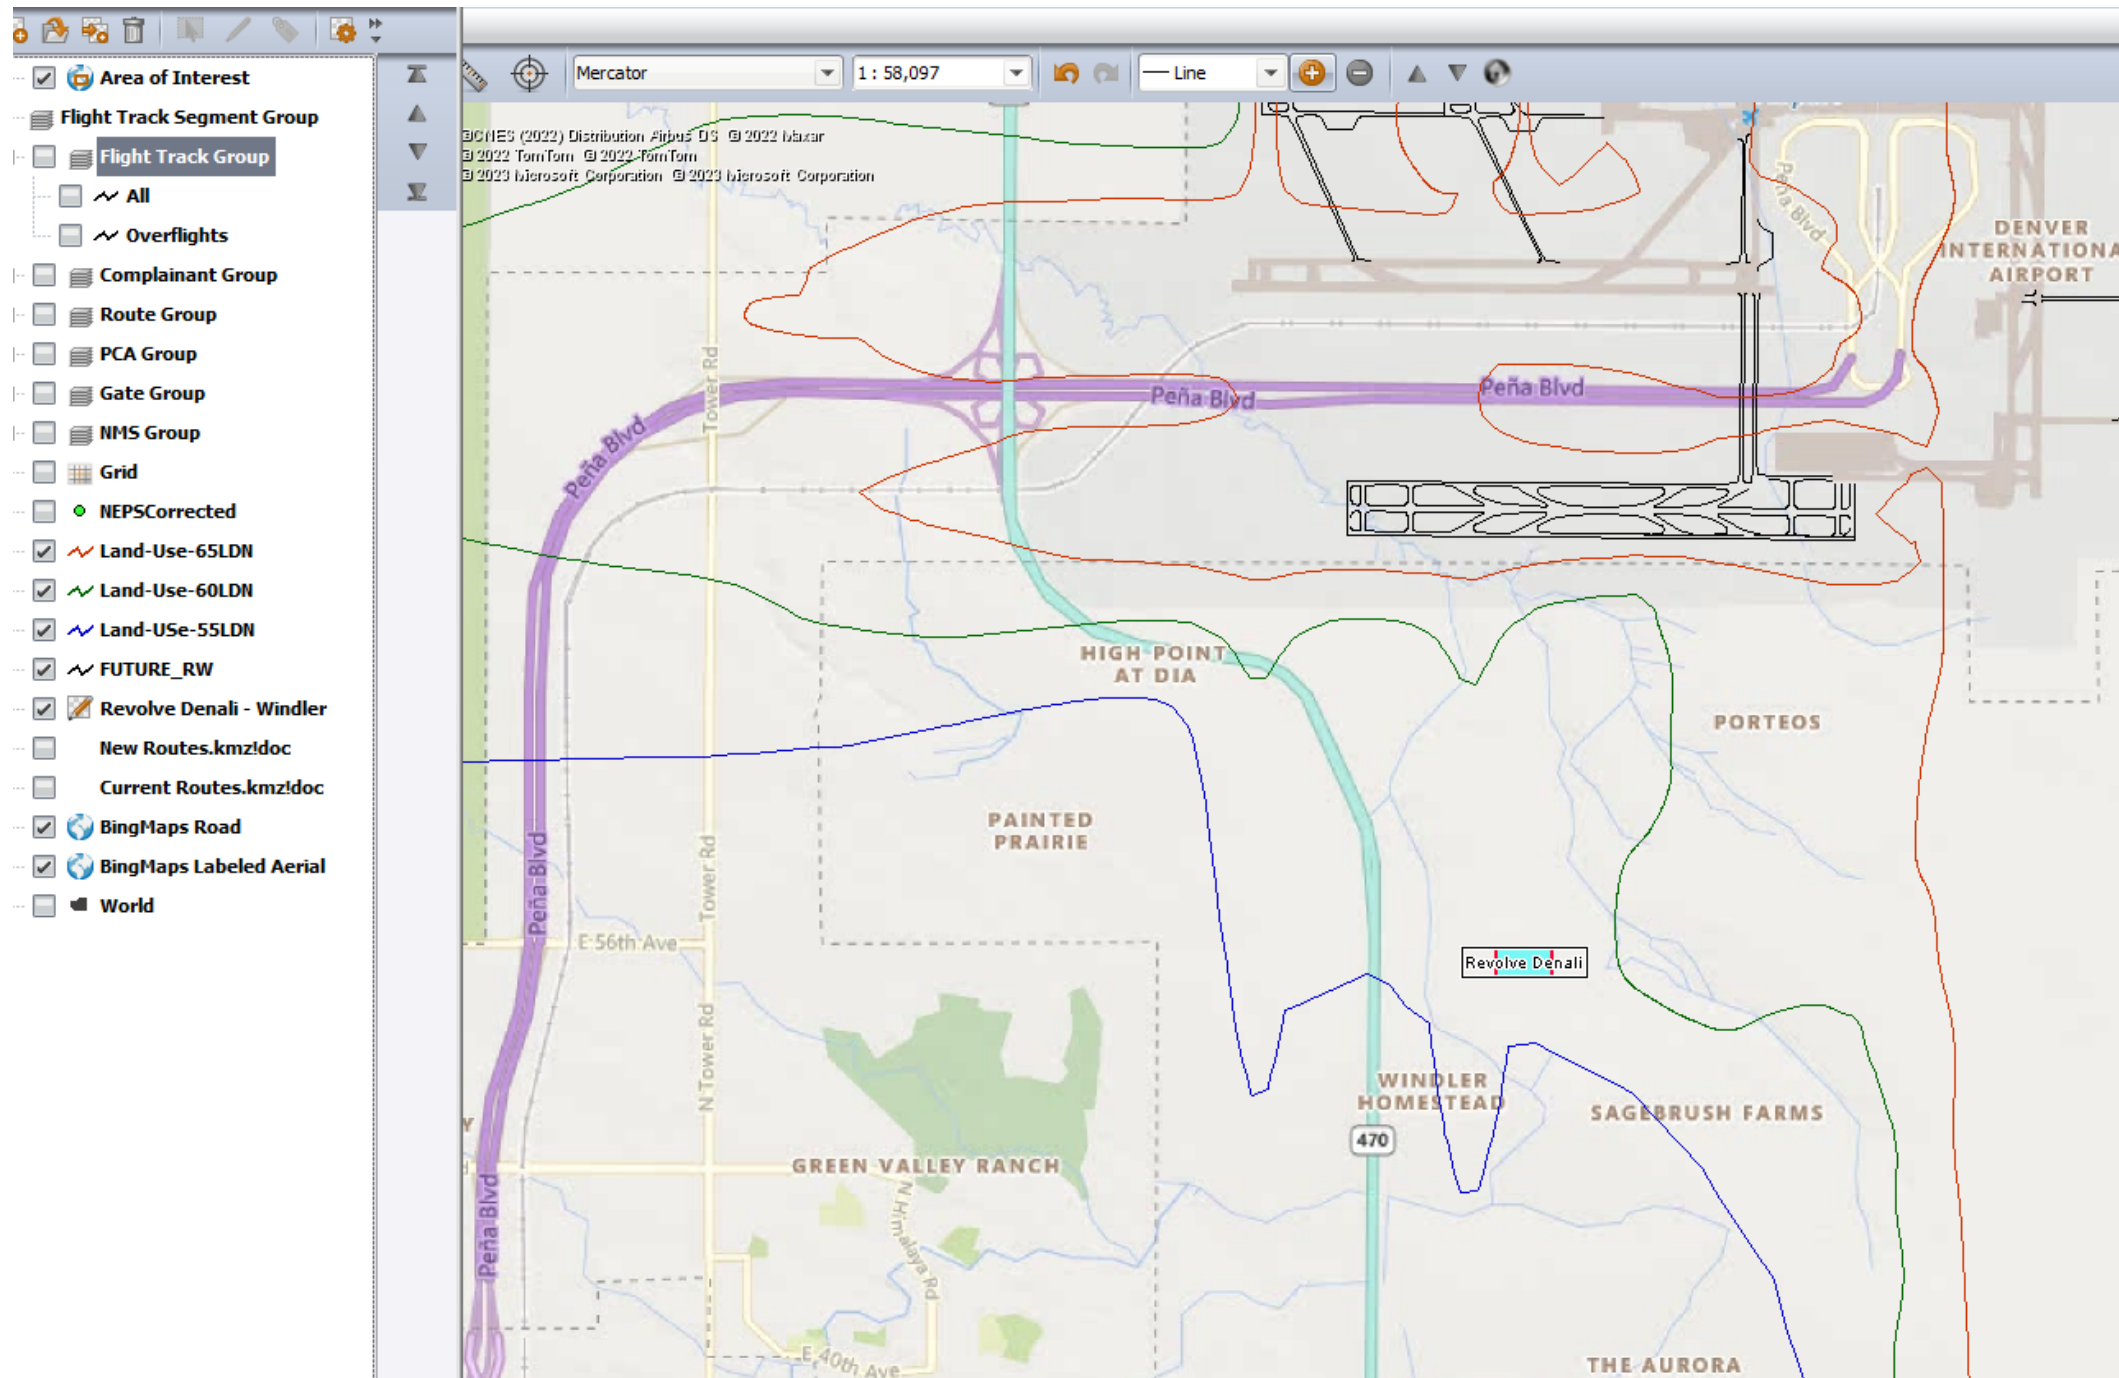 Area of Interest
Flight Track Segment Group
Flight Track Group
All
Overflights
Complainant Group
Route Group
PCA Group
Gate Group
NMS Group
Grid
NEPSCorrected
Land-Use-65LDN
Land-Use-60LDN
Land-USe-55LDN
FUTURE_RW
Revolve Denali - Windler
New Routes.kmz!doc
Current Routes.kmz!doc
BingMaps Road
BingMaps Labeled Aerial
World
Mercator
1 : 58,097
Line
©CNES (2022) Distribution Airbus DS © 2022 Maxar
© 2022 TomTom © 2022 TomTom
© 2023 Microsoft Corporation © 2023 Microsoft Corporation
Peña Blvd
DENVER
INTERNATIONA
AIRPORT
Tower Rd
Peña Blvd
Peña Blvd
Peña Blvd
HIGH POINT
AT DIA
PORTEOS
PAINTED
PRAIRIE
Peña Blvd
Tower Rd
E 56th Ave
Revolve Denali
N Tower Rd
WINDLER
HOMESTEAD
SAGEBRUSH FARMS
Y
470
GREEN VALLEY RANCH
Peña Blvd
N Himalaya Rd
E 40th Ave
THE AURORA